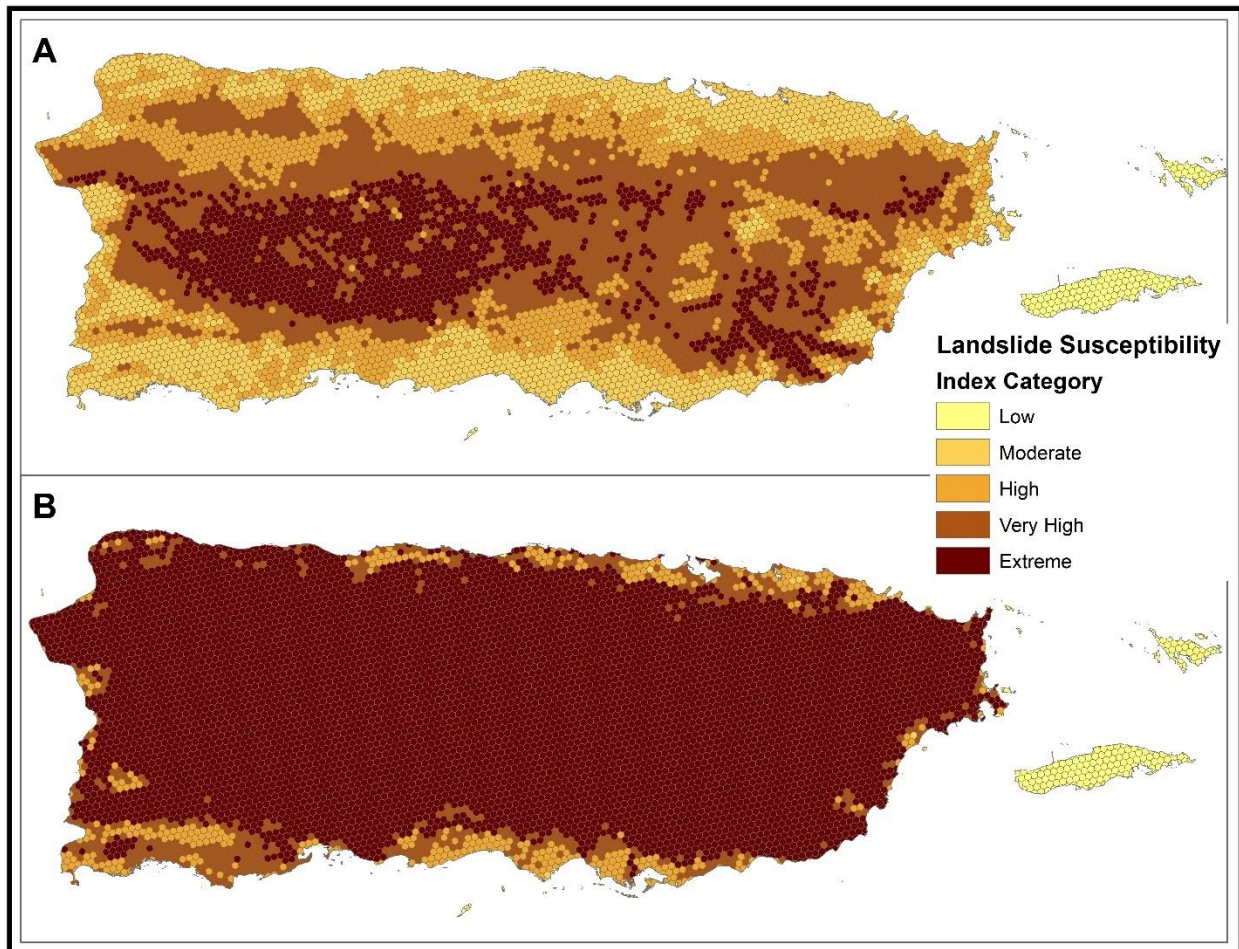 A
Landslide Susceptibility
Index Category
Low
Moderate
High
Very High
Extreme
B